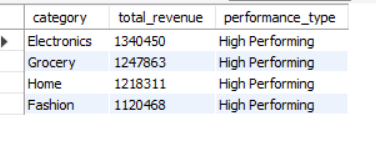 category total_revenue performance_type
Electronics 1340450 High Performing
Grocery 1247863 High Performing
Home 1218311 High Performing
Fashion 1120468 High Performing